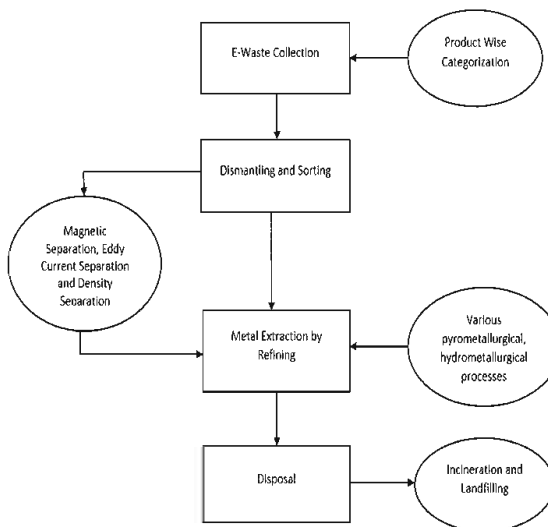 E-Waste Collection
Product Wise
Categorization
Dismantling and Sorting
Magnetic
Separation, Eddy
Current Separation
and Density
Separation
Metal Extraction by
Refining
Various
pyrometallurgical,
hydrometallurgical
processes
Disposal
Incineration and
Landfilling